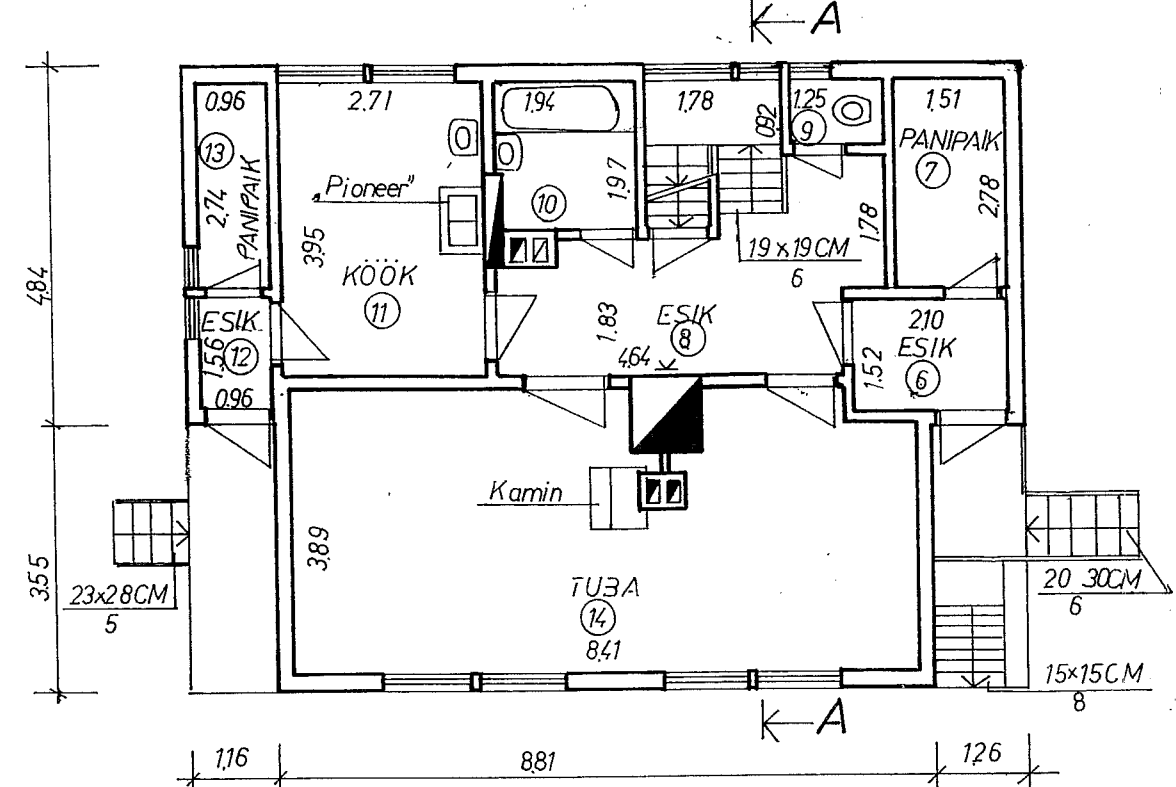 A
0.96
2,71
1,94
1,78
0,92
1.25
9
1,51
PANIPAIK
7
13
2,74
PANIPAIK
„Pioneer"
3,95
KÖÖK
11
10
1,97
2,78
1,78
19 x 19 CM
6
4,84
ESIK
12
1.56
0.96
1.83
ESIK
8
4,64
2,10
ESIK
6
1.52
Kamin
3,89
TUBA
14
8,41
3.55
23x28CM
5
20 30CM
6
15x15CM
8
A
1,16
8,81
1,26